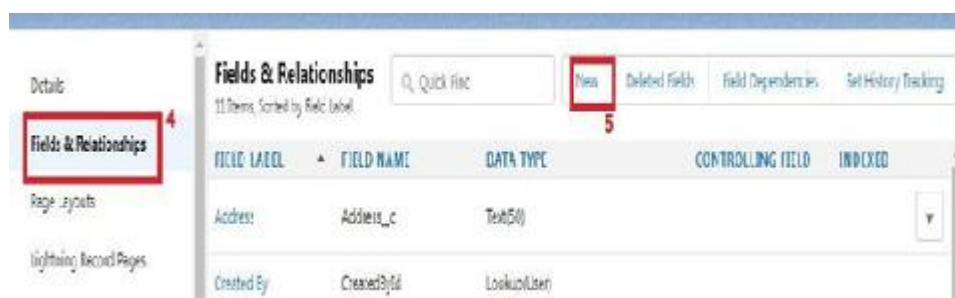 Details
Fields & Relationships 4
Page Layouts
Lightning Record Pages
Fields & Relationships
11 Items, Sorted by Field Label
Quick Find
New Deleted Fields Field Dependencies Set History Tracking
5
FIELD LABEL FIELD NAME DATA TYPE CONTROLLING FIELD INDEXED
Address Address_c Text(50)
Created By CreatedById Lookup(User)